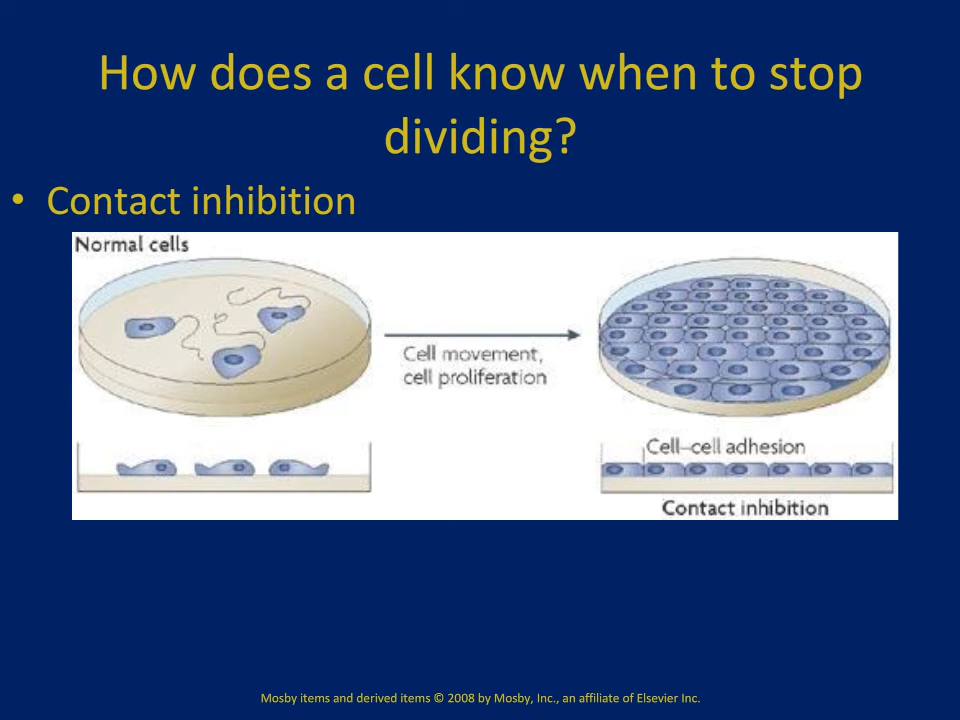 How does a cell know when to stop
dividing?
• Contact inhibition
Normal cells
Cell movement,
cell proliferation
Cell–cell adhesion
Contact inhibition
Mosby items and derived items © 2008 by Mosby, Inc., an affiliate of Elsevier Inc.